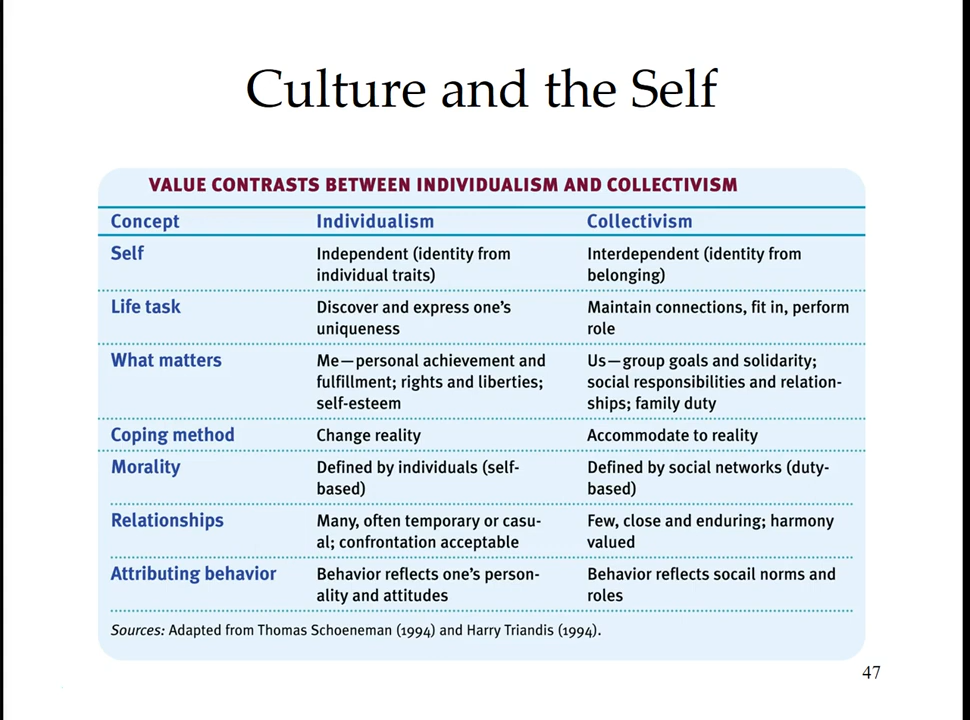 Culture and the Self
VALUE CONTRASTS BETWEEN INDIVIDUALISM AND COLLECTIVISM
Concept Individualism Collectivism
Self
Independent (identity from
individual traits)
Interdependent (identity from
belonging)
Life task
Discover and express one's
uniqueness
Maintain connections, fit in, perform
role
What matters
Me—personal achievement and
fulfillment; rights and liberties;
self-esteem
Us—group goals and solidarity;
social responsibilities and relation-
ships; family duty
Coping method
Change reality
Accommodate to reality
Morality
Defined by individuals (self-
based)
Defined by social networks (duty-
based)
Relationships
Many, often temporary or casu-
al; confrontation acceptable
Few, close and enduring; harmony
valued
Attributing behavior
Behavior reflects one's person-
ality and attitudes
Behavior reflects socail norms and
roles
Sources: Adapted from Thomas Schoeneman (1994) and Harry Triandis (1994).
47